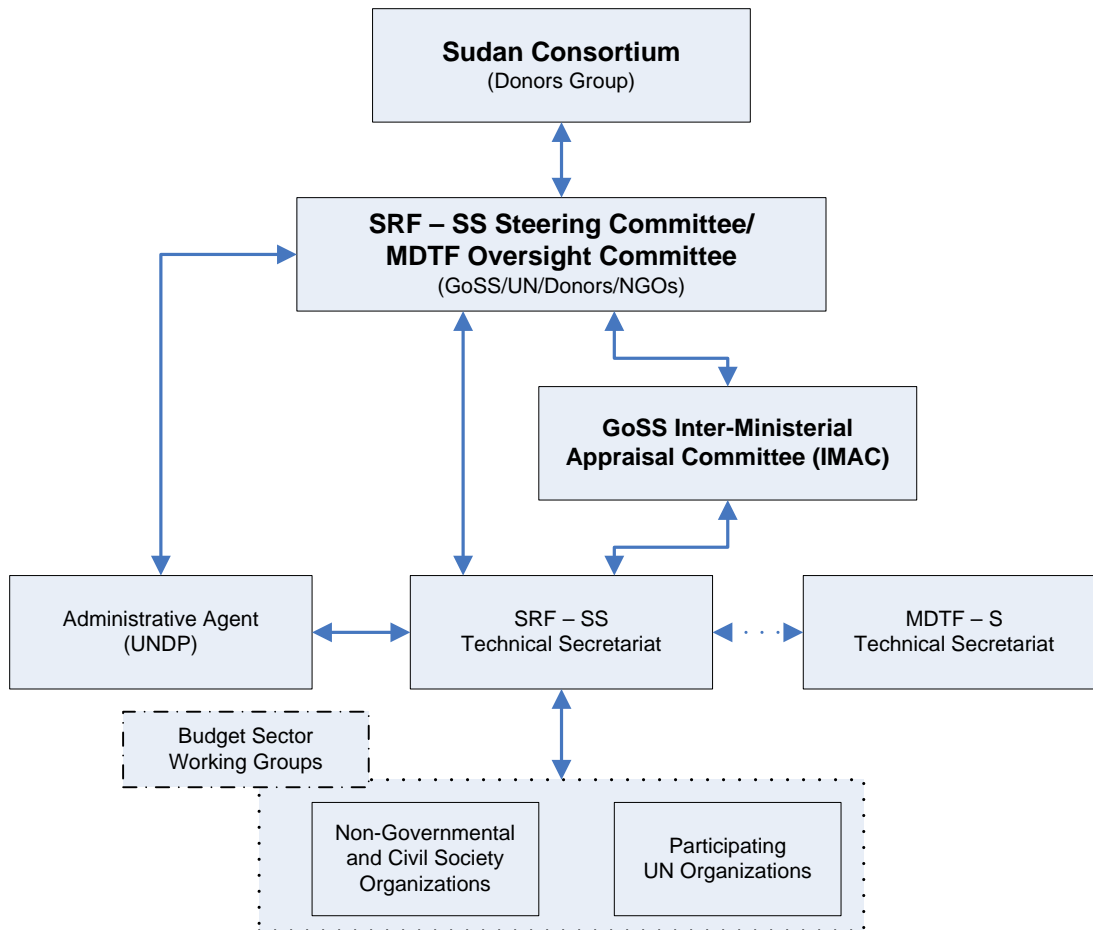 Sudan Consortium
(Donors Group)
SRF – SS Steering Committee/
MDTF Oversight Committee
(GoSS/UN/Donors/NGOs)
GoSS Inter-Ministerial
Appraisal Committee (IMAC)
Administrative Agent
(UNDP)
SRF – SS
Technical Secretariat
MDTF – S
Technical Secretariat
Budget Sector
Working Groups
Non-Governmental
and Civil Society
Organizations
Participating
UN Organizations